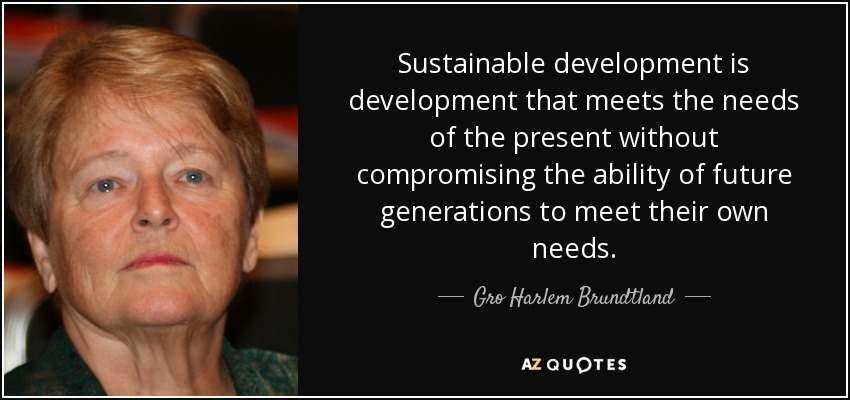 Sustainable development is
development that meets the needs
of the present without
compromising the ability of future
generations to meet their own
needs.
Gro Harlem Brundtland
AZ QUOTES